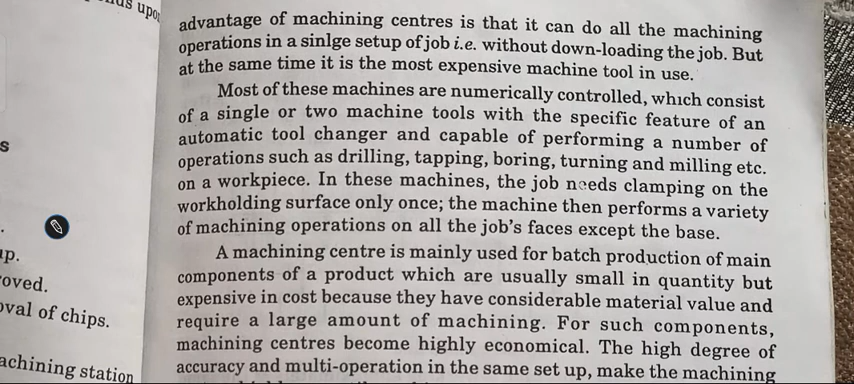 upon
s
up.
oved.
oval of chips.
achining station
advantage of machining centres is that it can do all the machining
operations in a sinlge setup of job i.e. without down-loading the job. But
at the same time it is the most expensive machine tool in use.
Most of these machines are numerically controlled, which consist
of a single or two machine tools with the specific feature of an
automatic tool changer and capable of performing a number of
operations such as drilling, tapping, boring, turning and milling etc.
on a workpiece. In these machines, the job needs clamping on the
workholding surface only once; the machine then performs a variety
of machining operations on all the job's faces except the base.
A machining centre is mainly used for batch production of main
components of a product which are usually small in quantity but
expensive in cost because they have considerable material value and
require a large amount of machining. For such components,
machining centres become highly economical. The high degree of
accuracy and multi-operation in the same set up, make the machining